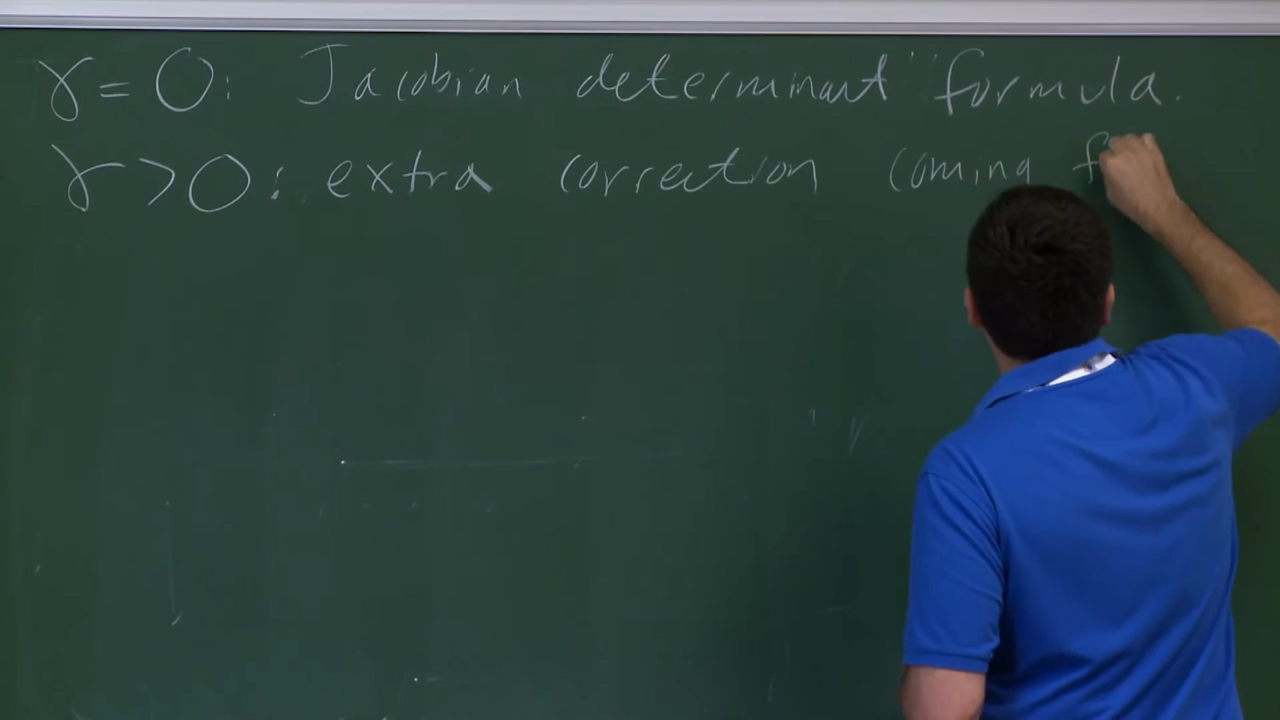 γ = 0: Jacobian determinant formula.
γ > 0: extra correction coming